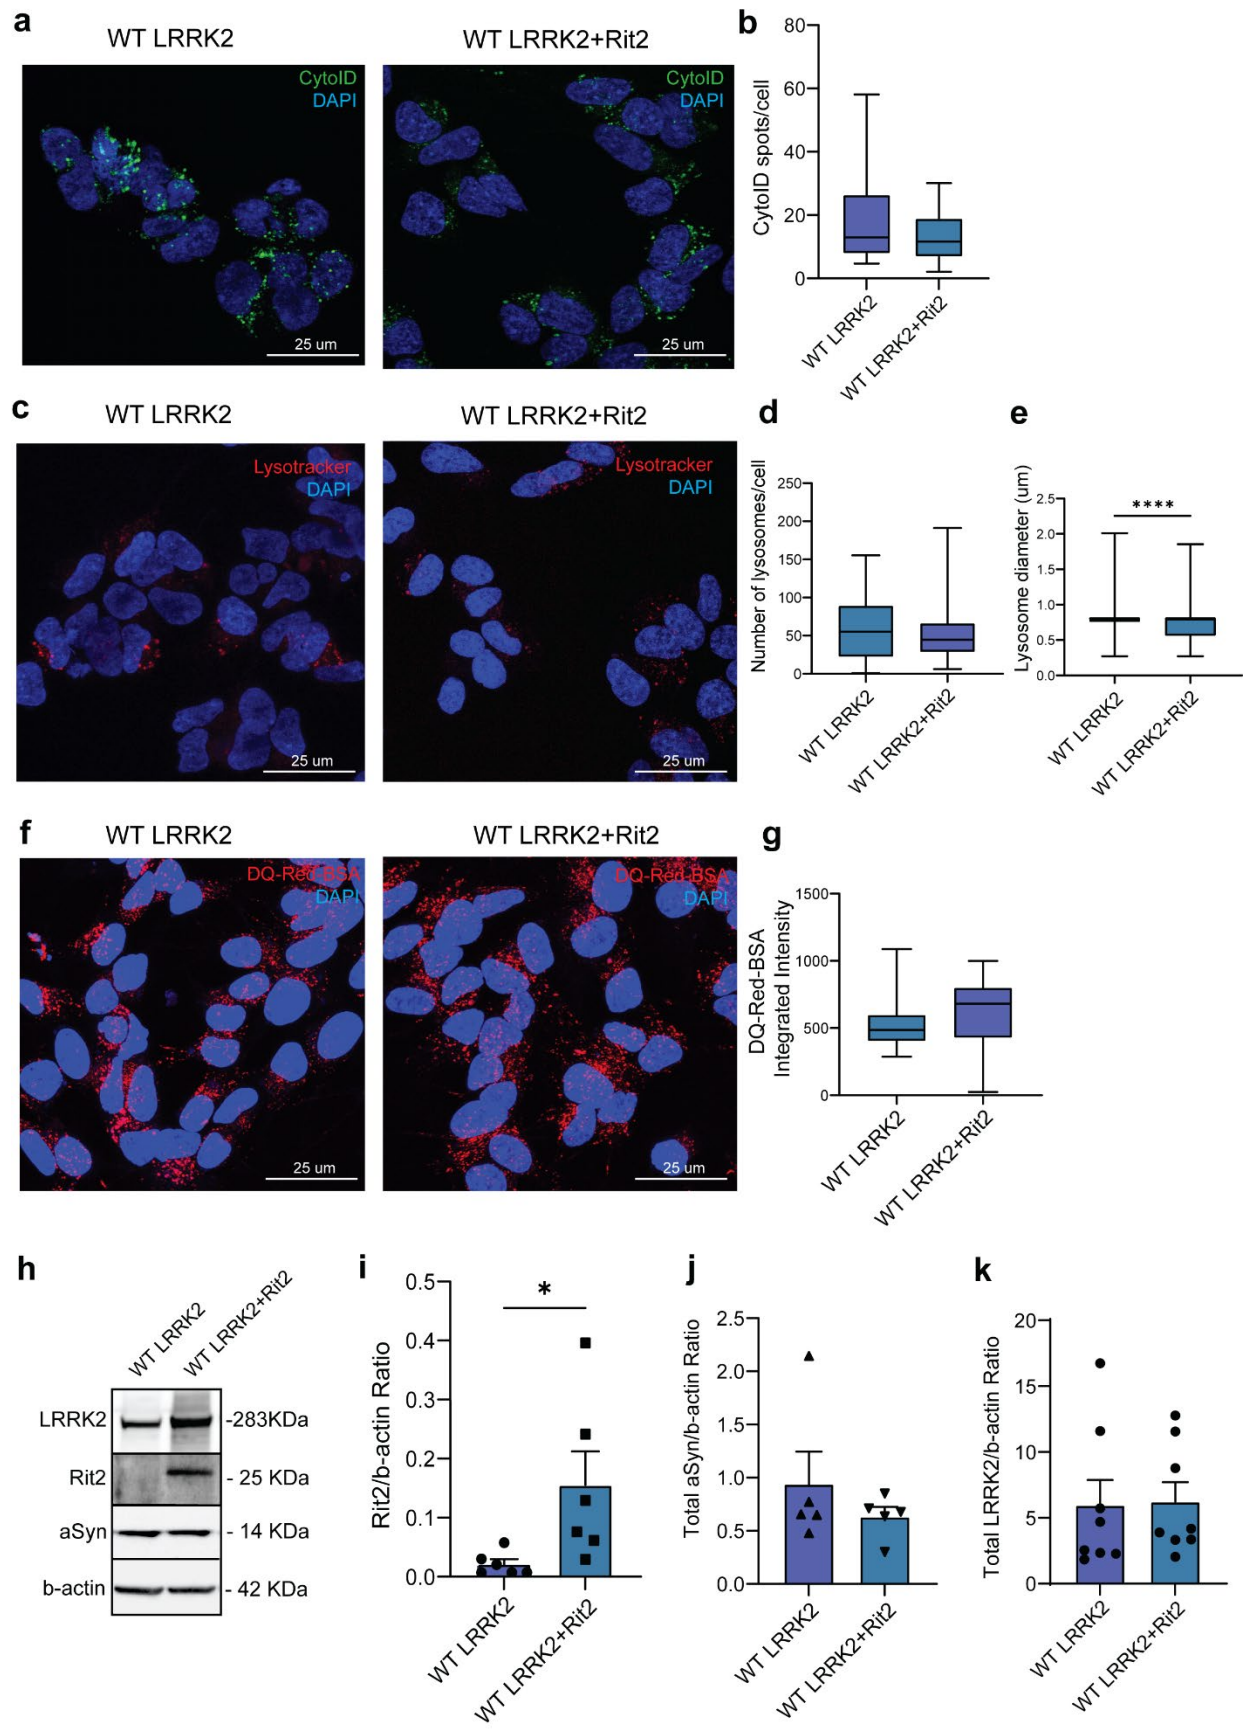 a
WT LRRK2
WT LRRK2+Rit2
CytoID
DAPI
25 um
CytoID
DAPI
25 um
b
CytoID spots/cell
80
60
40
20
0
WT LRRK2
WT LRRK2+Rit2
c
WT LRRK2
WT LRRK2+Rit2
Lysotracker
DAPI
25 um
Lysotracker
DAPI
25 um
d
Number of lysosomes/cell
250
200
150
100
50
0
WT LRRK2
WT LRRK2+Rit2
e
Lysosome diameter (um)
2.5
2.0
1.5
1.0
0.5
0.0
****
WT LRRK2
WT LRRK2+Rit2
f
WT LRRK2
WT LRRK2+Rit2
DQ-Red-BSA
DAPI
25 um
DQ-Red-BSA
DAPI
25 um
g
DQ-Red-BSA
Integrated Intensity
1500
1000
500
0
WT LRRK2
WT LRRK2+Rit2
h
WT LRRK2
WT LRRK2+Rit2
LRRK2
-283KDa
Rit2
- 25 KDa
aSyn
- 14 KDa
b-actin
- 42 KDa
i
Rit2/b-actin Ratio
0.5
0.4
0.3
0.2
0.1
0.0
*
WT LRRK2
WT LRRK2+Rit2
j
Total aSyn/b-actin Ratio
2.5
2.0
1.5
1.0
0.5
0.0
WT LRRK2
WT LRRK2+Rit2
k
Total LRRK2/b-actin Ratio
20
15
10
5
0
WT LRRK2
WT LRRK2+Rit2